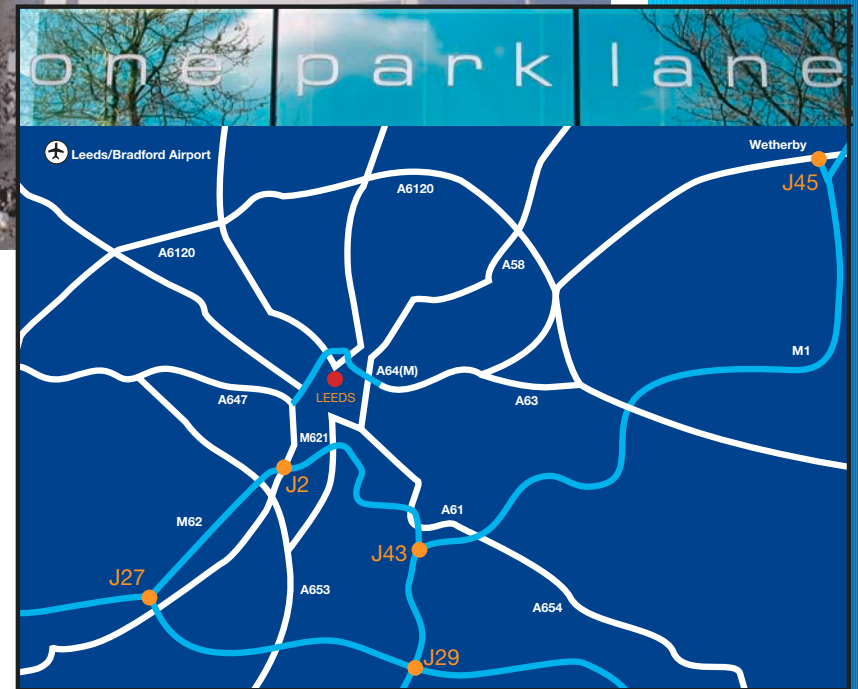 one park lane
Leeds/Bradford Airport
Wetherby
J45
A6120
A6120
A58
M1
A64(M)
A647
LEEDS
A63
M621
J2
A61
M62
J43
J27
A653
A654
J29